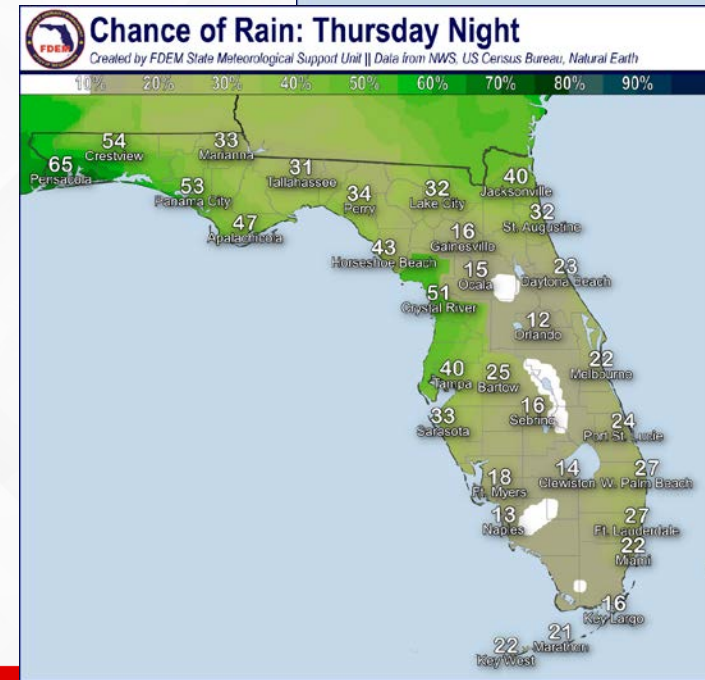 FDEM
Chance of Rain: Thursday Night
Created by FDEM State Meteorological Support Unit || Data from NWS, US Census Bureau, Natural Earth
10% 20% 30% 40% 50% 60% 70% 80% 90%
54
Crestview
33
Marianna
65
Pensacola
31
Tallahassee
40
Jacksonville
53
Panama City
34
Perry
32
Lake City
47
Apalachicola
32
St. Augustine
16
Gainesville
43
Horseshoe Beach
15
Ocala
23
Daytona Beach
51
Crystal River
12
Orlando
40
Tampa
25
Bartow
22
Melbourne
16
Sebring
33
Sarasota
24
Port St. Lucie
18
Ft. Myers
14
Clewiston
27
W. Palm Beach
13
Naples
27
Ft. Lauderdale
22
Miami
16
Key Largo
21
Marathon
22
Key West